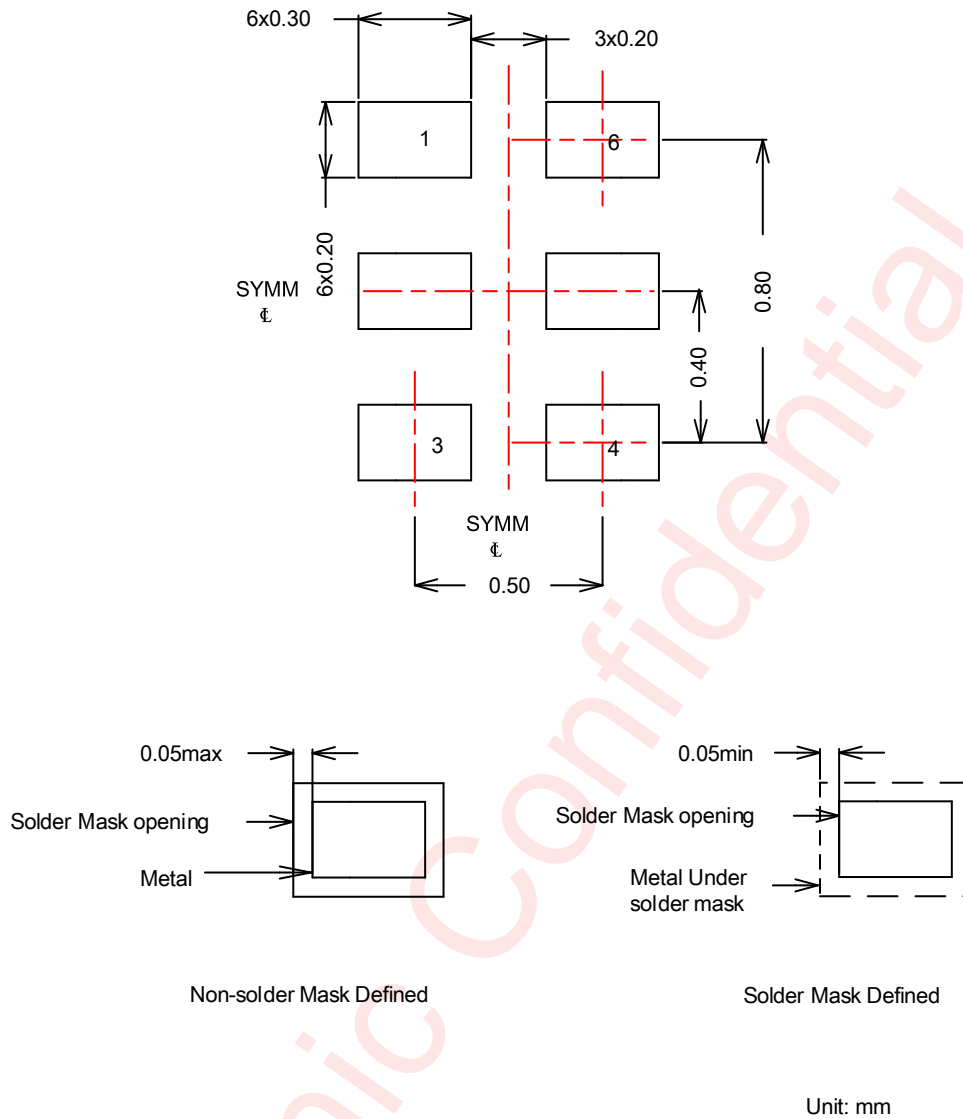 6x0.30
3x0.20
1
6
6x0.20
SYMM
℄
0.80
0.40
3
4
SYMM
℄
0.50
0.05max
0.05min
Solder Mask opening
Solder Mask opening
Metal
Metal Under
solder mask
Non-solder Mask Defined
Solder Mask Defined
Unit: mm
nic Confidential